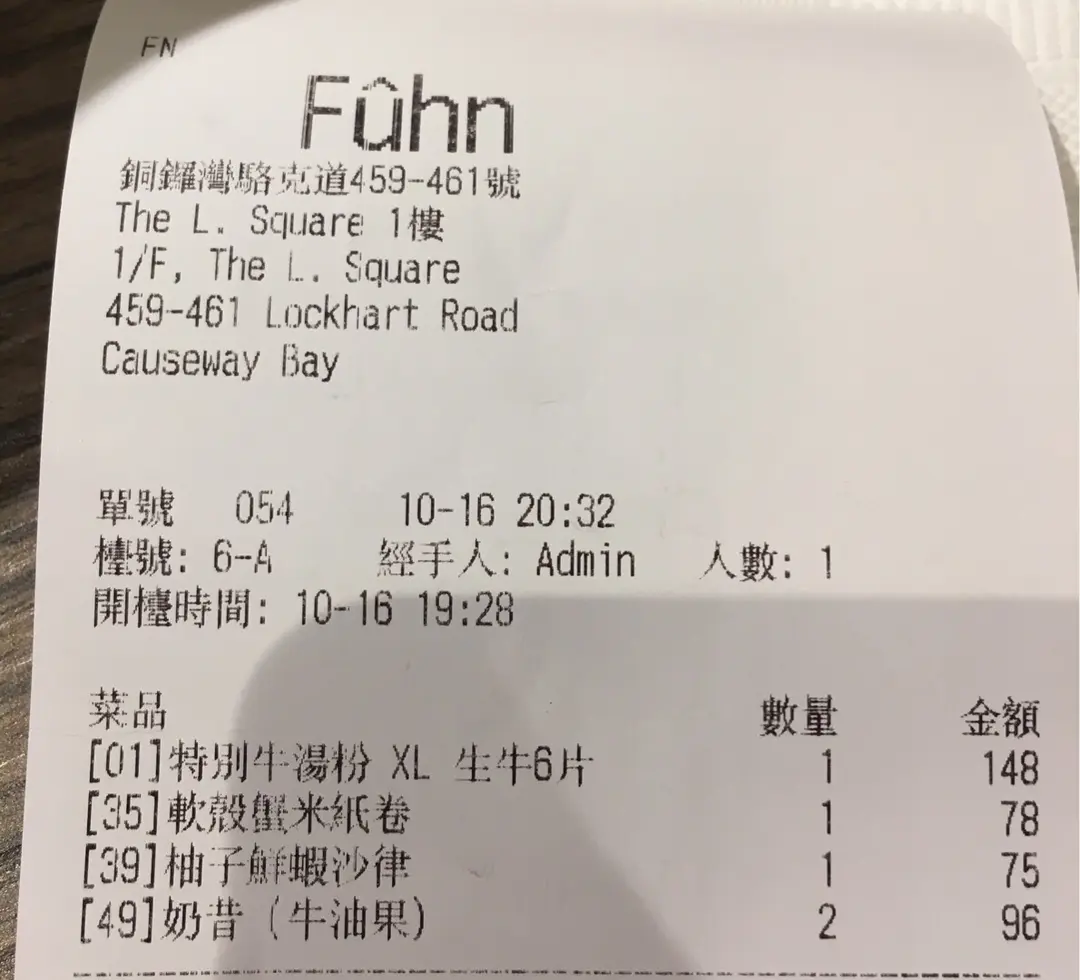 FN
Fûhn
銅鑼灣駱克道459-461號
The L. Square 1樓
1/F, The L. Square
459-461 Lockhart Road
Causeway Bay
單號 054 10-16 20:32
檯號: 6-A 經手人: Admin 人數: 1
開檯時間: 10-16 19:28
菜品 數量 金額
[01]特別牛湯粉 XL 生牛6片 1 148
[35]軟殼蟹米紙卷 1 78
[39]柚子鮮蝦沙律 1 75
[49]奶昔 (牛油果) 2 96